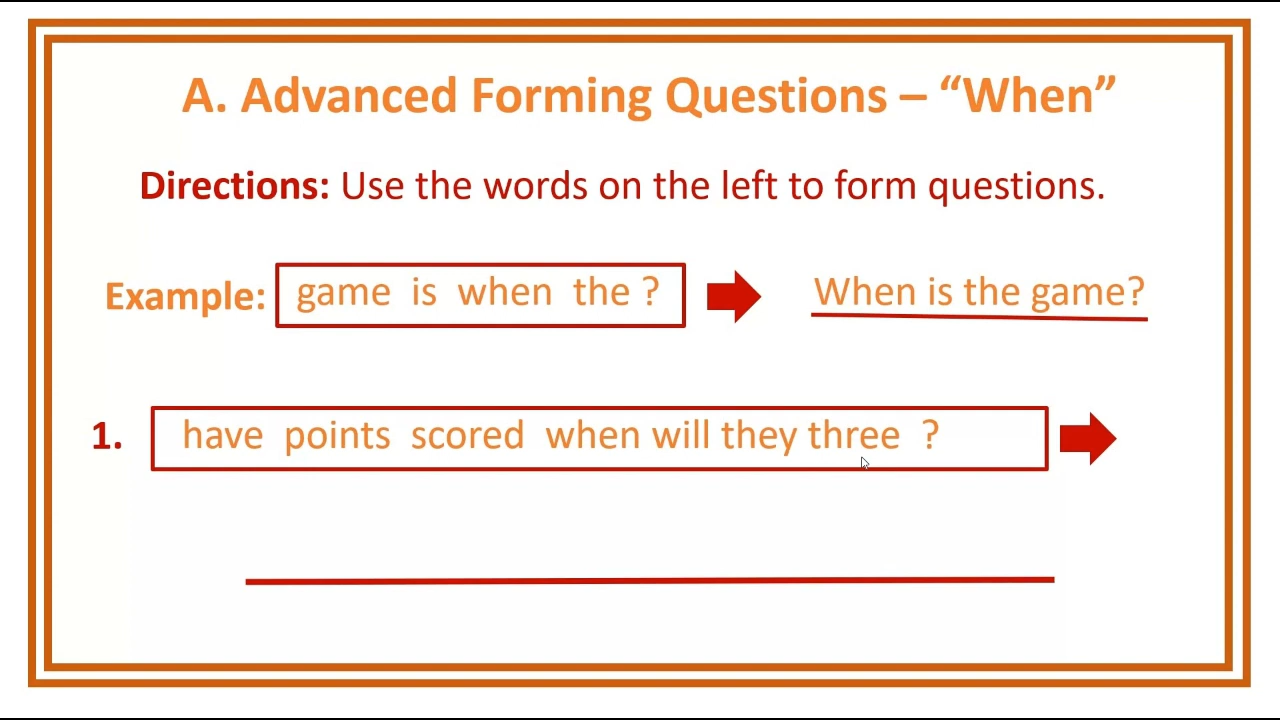 A. Advanced Forming Questions – “When”
Directions: Use the words on the left to form questions.
Example: game is when the ? When is the game?
1. have points scored when will they three ?